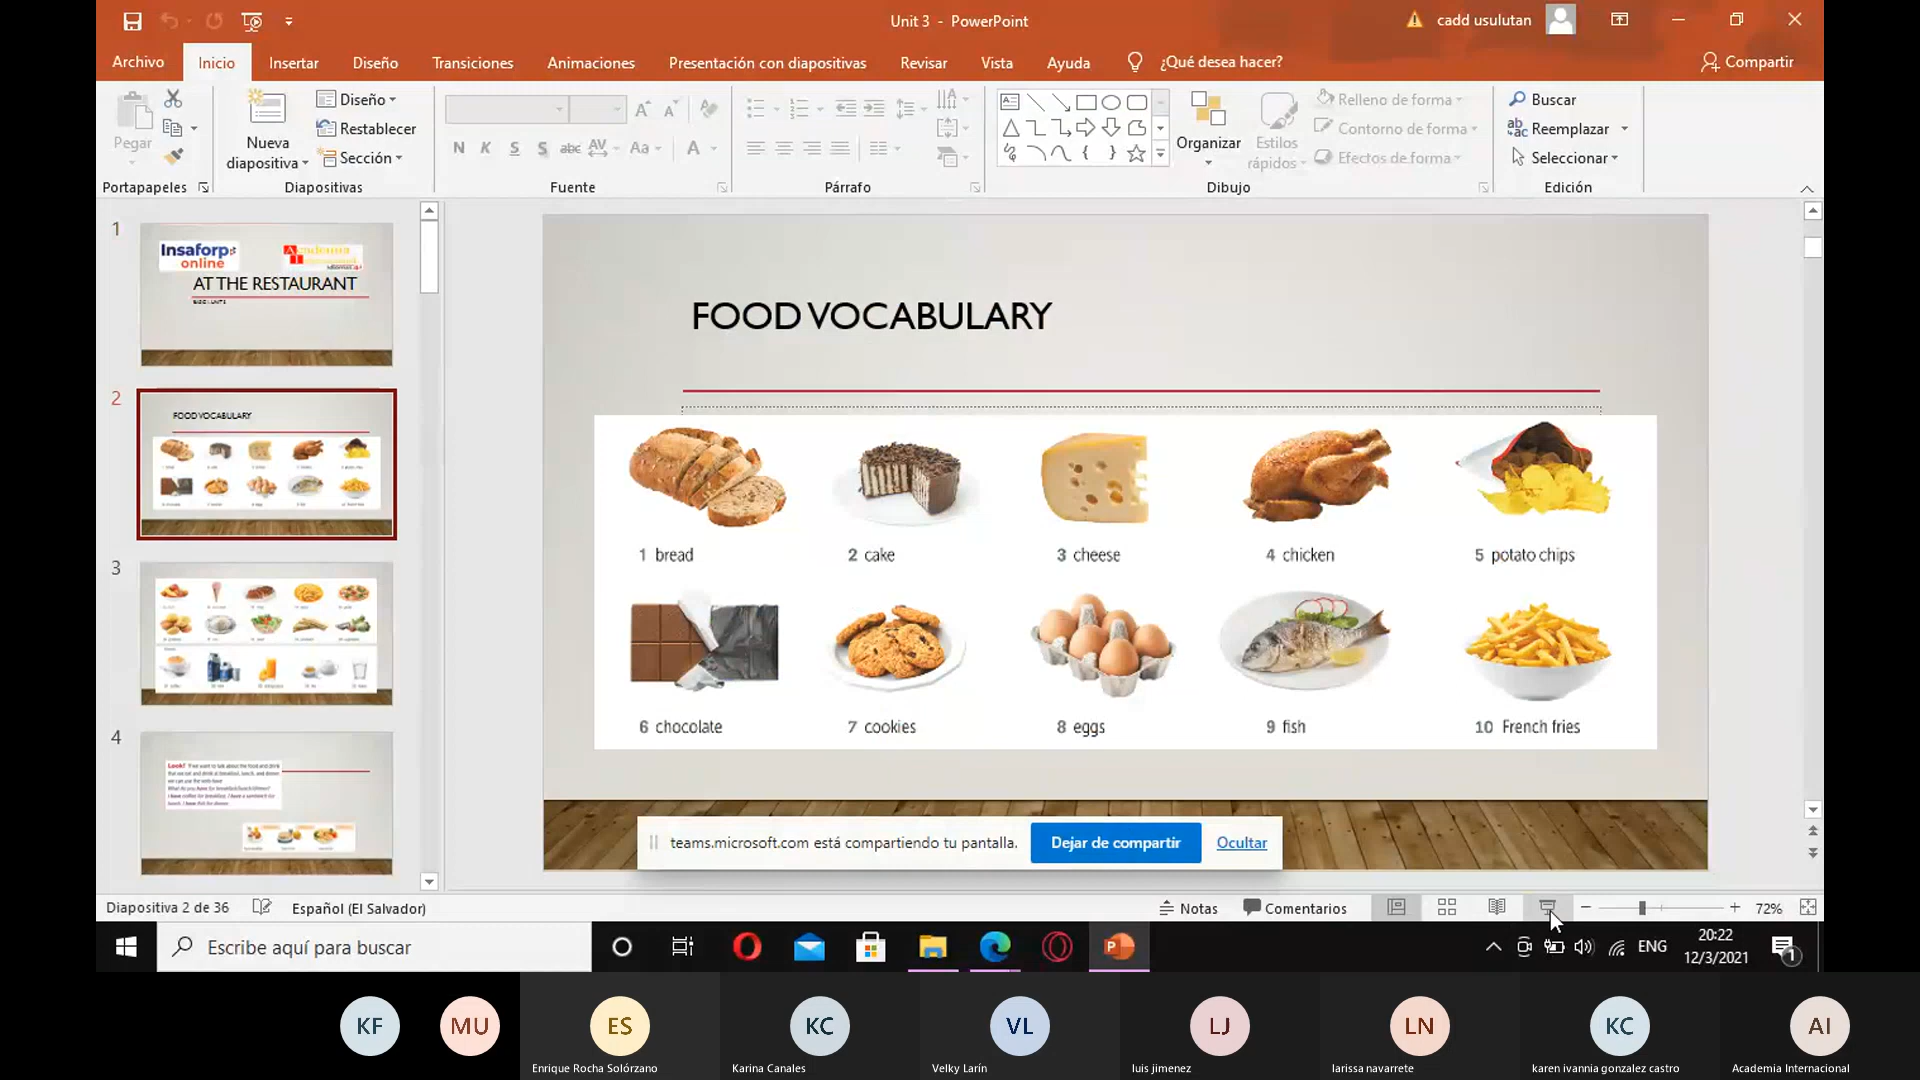 Unit 3 - PowerPoint
cadd usulutan
Archivo Inicio Insertar Diseño Transiciones Animaciones Presentación con diapositivas Revisar Vista Ayuda ¿Qué desea hacer? Compartir
Pegar
Nueva diapositiva
Diseño
Restablecer
Sección
N K S S abc AV Aa A
Organizar
Estilos rápidos
Relleno de forma
Contorno de forma
Efectos de forma
Buscar
Reemplazar
Seleccionar
Portapapeles Diapositivas Fuente Párrafo Dibujo Edición
1
Insaforp
online
AT THE RESTAURANT
2
FOOD VOCABULARY
3
4
FOOD VOCABULARY
1 bread 2 cake 3 cheese 4 chicken 5 potato chips
6 chocolate 7 cookies 8 eggs 9 fish 10 French fries
teams.microsoft.com está compartiendo tu pantalla. Dejar de compartir Ocultar
Diapositiva 2 de 36 Español (El Salvador) Notas Comentarios 72%
Escribe aquí para buscar
ENG
20:22
12/3/2021
1
KF MU ES KC VL LJ LN KC AI
Enrique Rocha Solórzano Karina Canales Velky Larín luis jimenez larissa navarrete karen ivannia gonzalez castro Academia Internacional